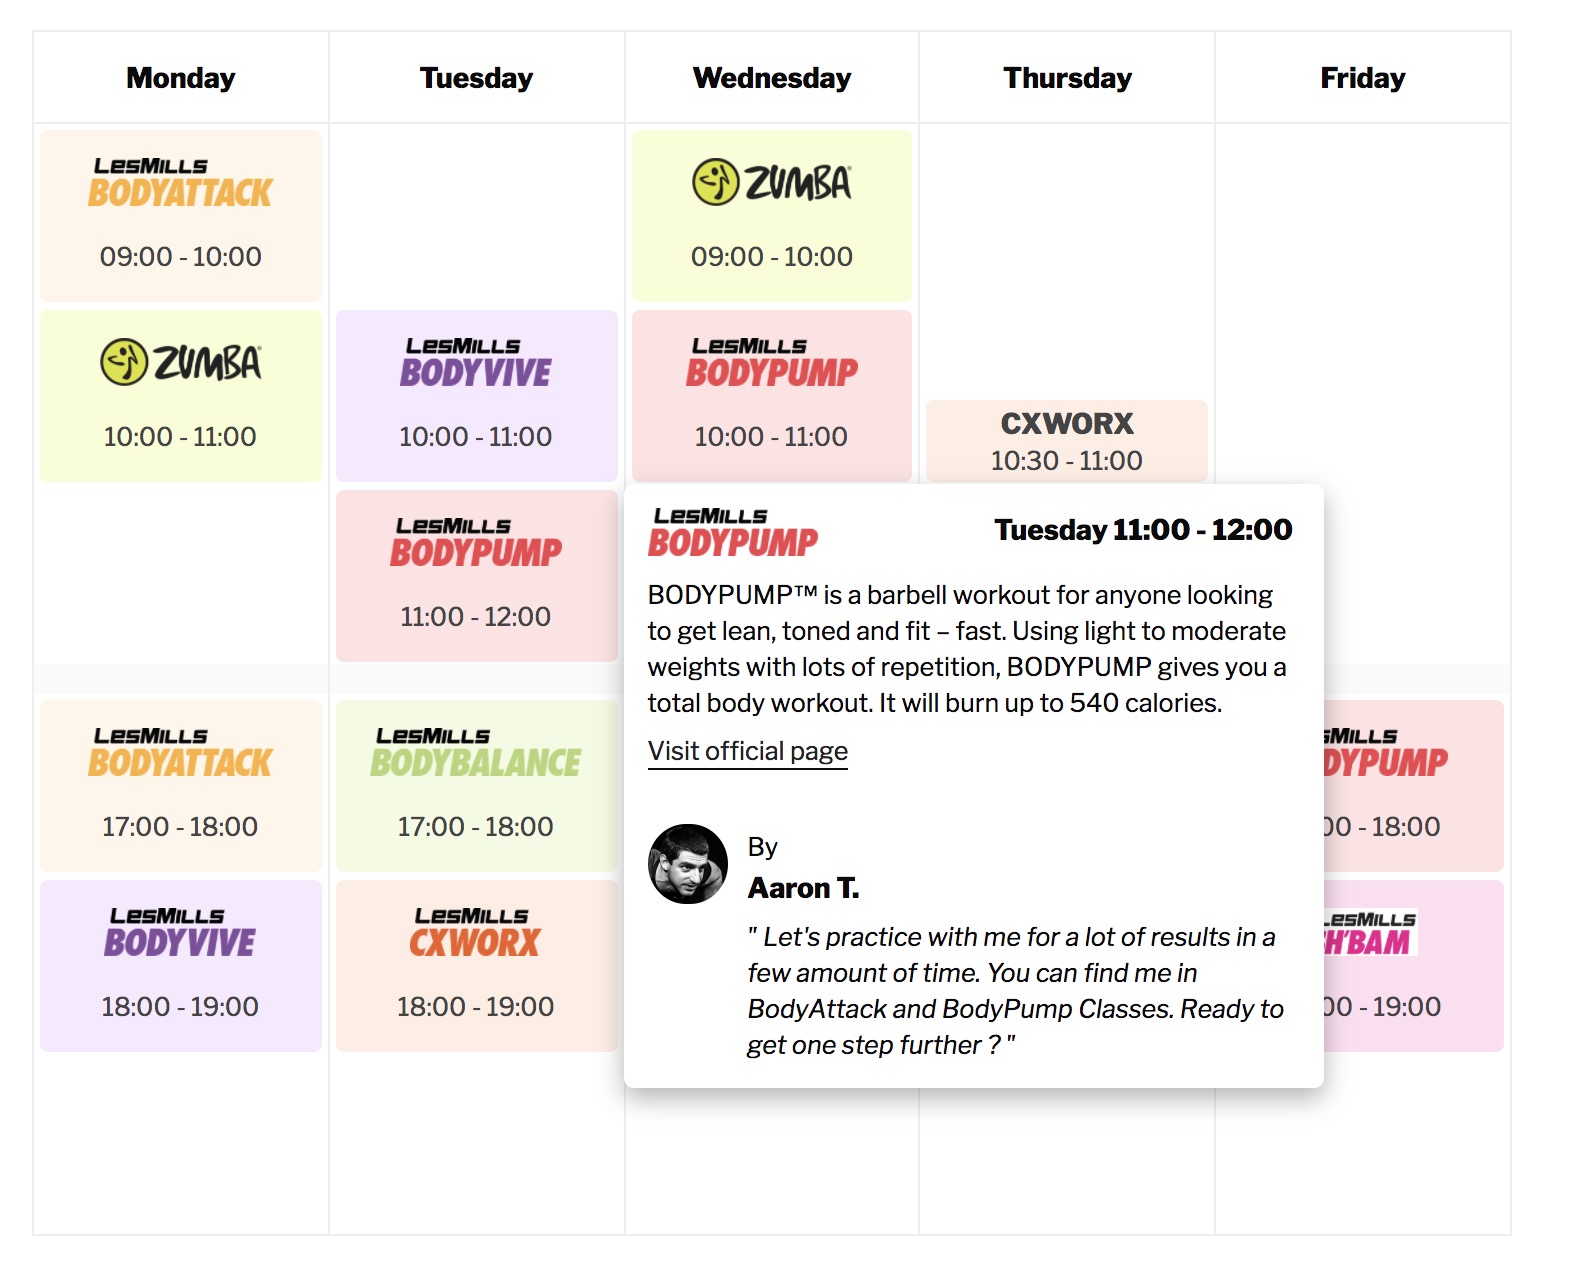 Monday
Tuesday
Wednesday
Thursday
Friday
LesMills
BODYATTACK
09:00 - 10:00
ZUMBA
09:00 - 10:00
ZUMBA
10:00 - 11:00
LesMills
BODYVIVE
10:00 - 11:00
LesMills
BODYPUMP
10:00 - 11:00
CXWORX
10:30 - 11:00
LesMills
BODYPUMP
11:00 - 12:00
LesMills
BODYPUMP
Tuesday 11:00 - 12:00
BODYPUMP™ is a barbell workout for anyone looking
to get lean, toned and fit – fast. Using light to moderate
weights with lots of repetition, BODYPUMP gives you a
total body workout. It will burn up to 540 calories.
Visit official page
By
Aaron T.
" Let's practice with me for a lot of results in a
few amount of time. You can find me in
BodyAttack and BodyPump Classes. Ready to
get one step further ? "
LesMills
BODYATTACK
17:00 - 18:00
LesMills
BODYBALANCE
17:00 - 18:00
sMills
DYPUMP
00 - 18:00
LesMills
BODYVIVE
18:00 - 19:00
LesMills
CXWORX
18:00 - 19:00
LesMills
H'BAM
00 - 19:00